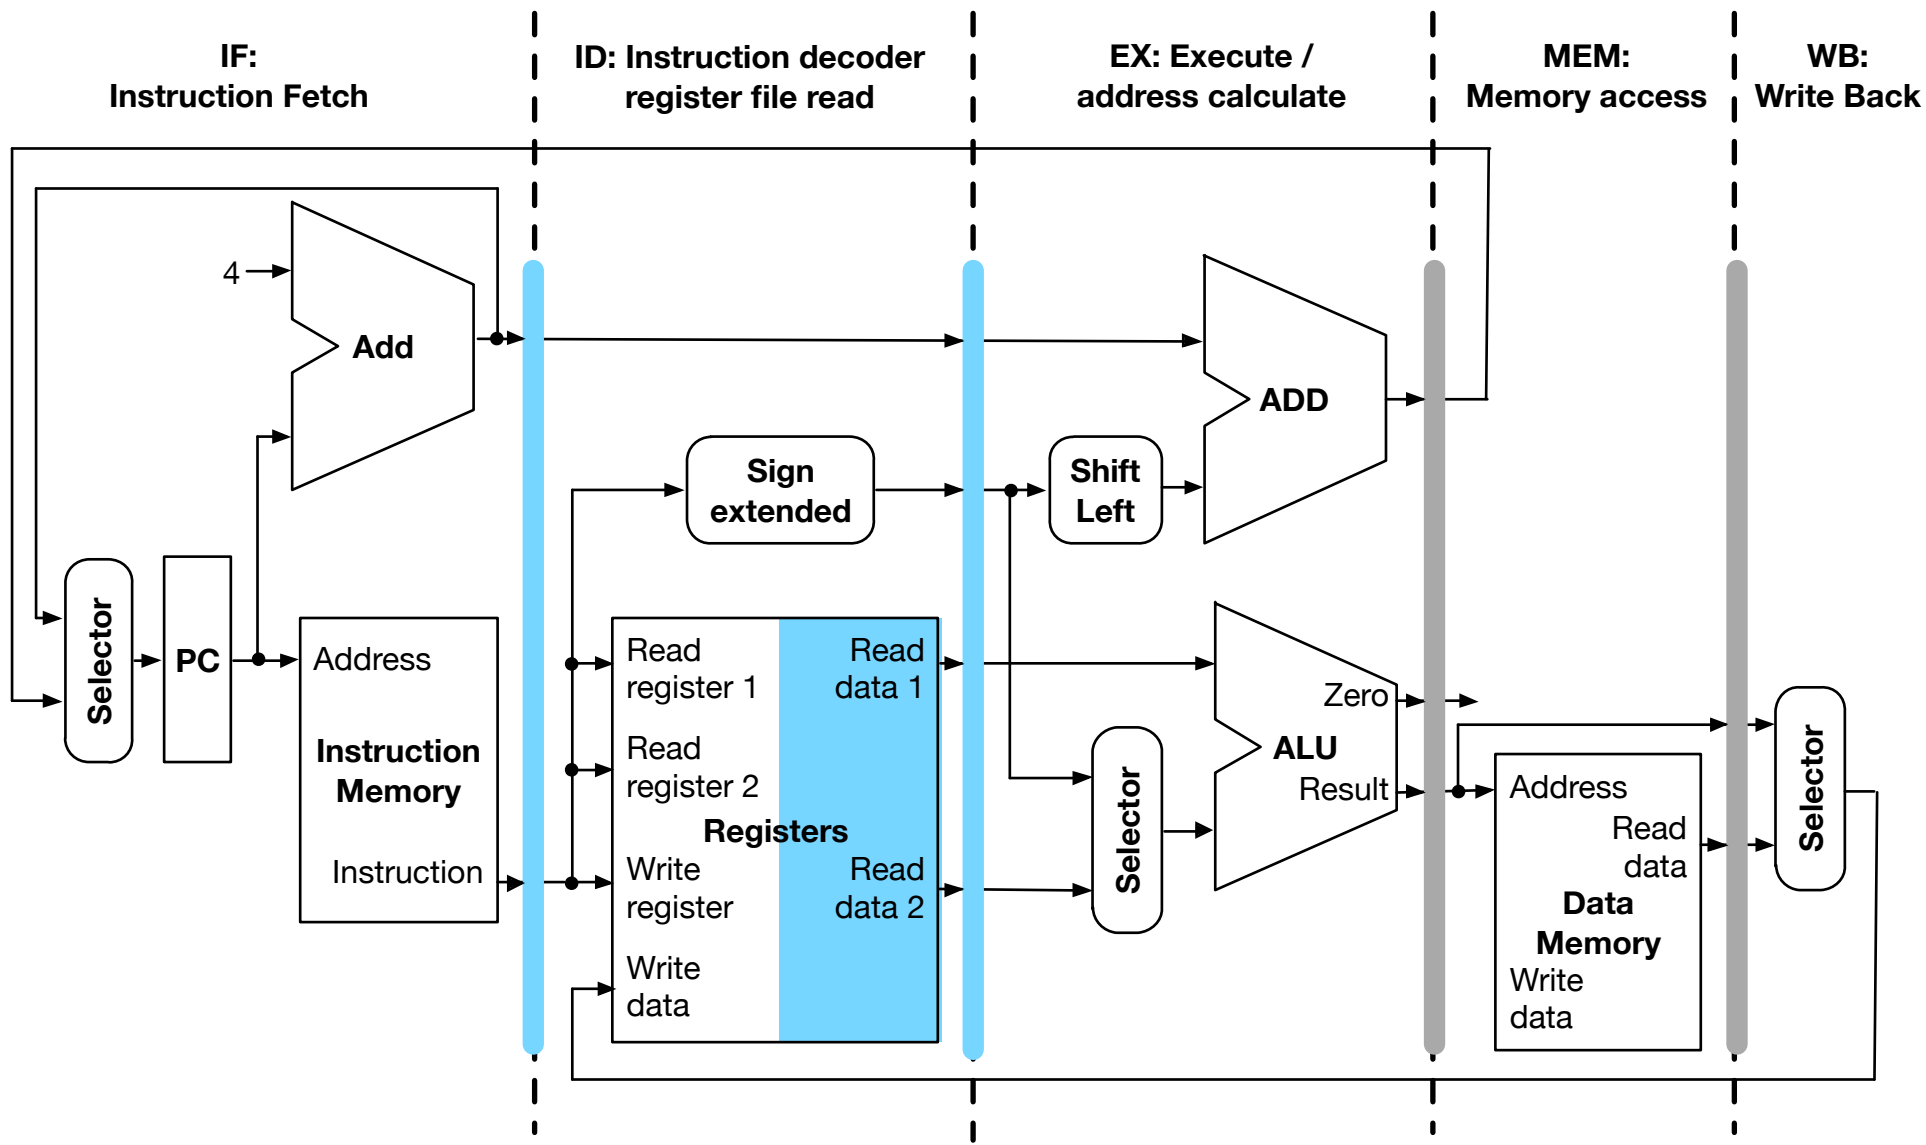 IF:
Instruction Fetch
ID: Instruction decoder
register file read
EX: Execute /
address calculate
MEM:
Memory access
WB:
Write Back
4
Add
Selector
PC
Address
Instruction
Memory
Instruction
Sign
extended
Read
register 1
Read
data 1
Read
register 2
Registers
Write
register
Read
data 2
Write
data
Shift
Left
ADD
Selector
Zero
ALU
Result
Address
Read
data
Data
Memory
Write
data
Selector